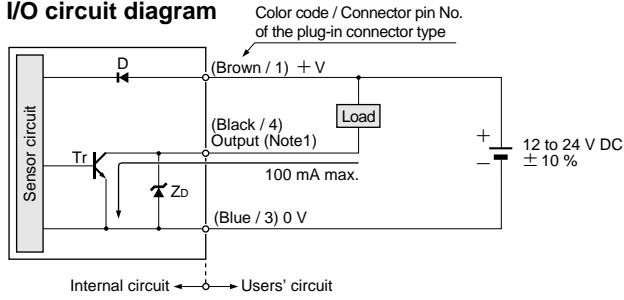 I/O circuit diagram
Color code / Connector pin No.
of the plug-in connector type
D
(Brown / 1) +V
Sensor circuit
Tr
(Black / 4)
Output (Note1)
Load
100 mA max.
ZD
+
−
12 to 24 V DC
± 10 %
(Blue / 3) 0 V
Internal circuit
Users' circuit